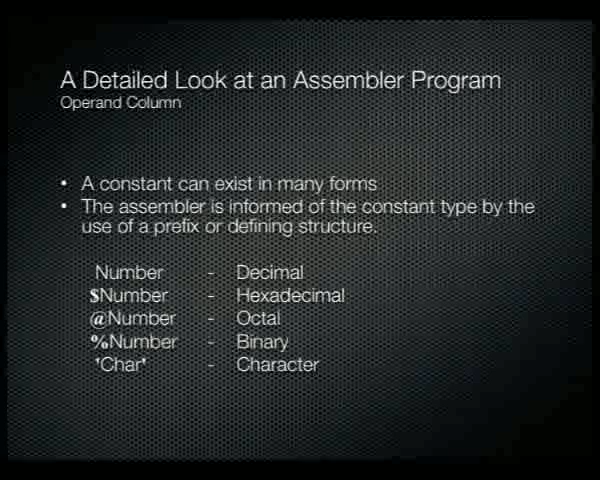 A Detailed Look at an Assembler Program
Operand Column
• A constant can exist in many forms
• The assembler is informed of the constant type by the
use of a prefix or defining structure.
Number - Decimal
$Number - Hexadecimal
@Number - Octal
%Number - Binary
'Char' - Character